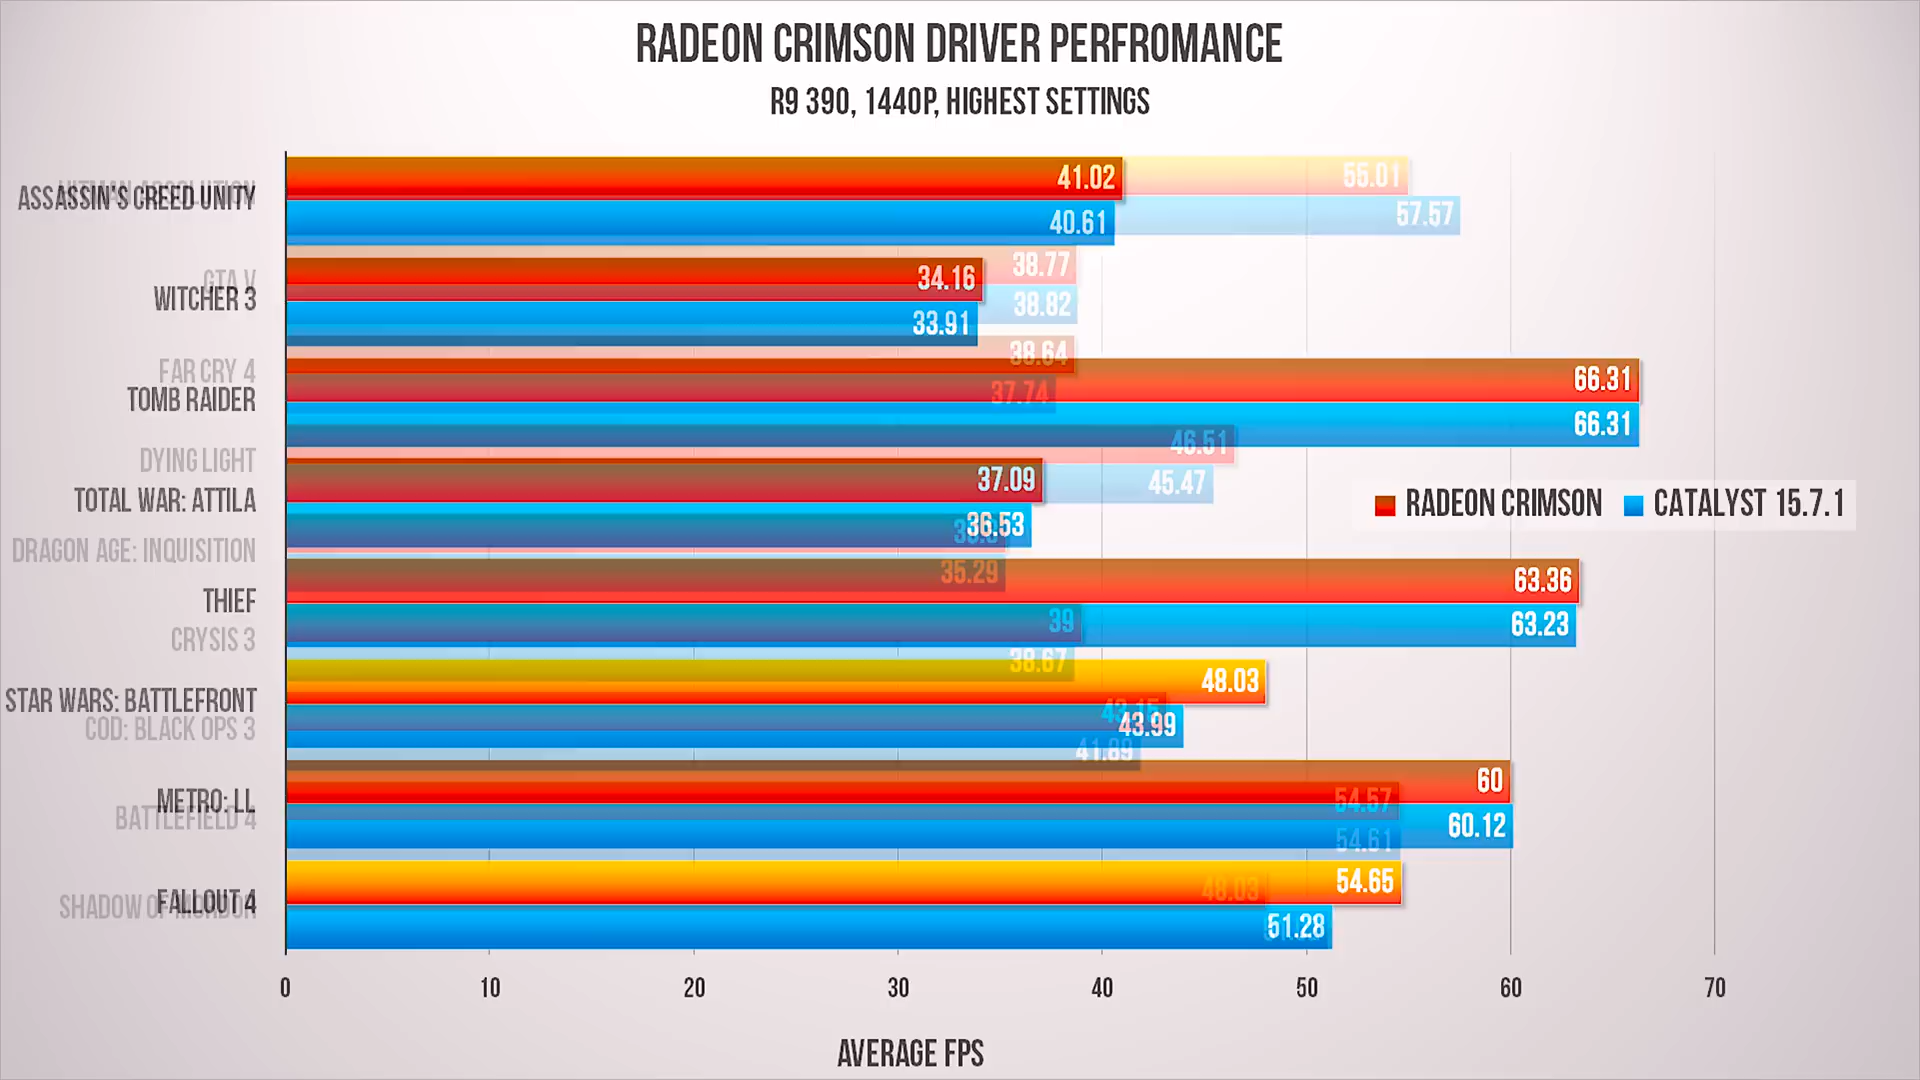 RADEON CRIMSON DRIVER PERFROMANCE
R9 390, 1440P, HIGHEST SETTINGS
ASSASSIN'S CREED UNITY
41.02
55.01
40.61
57.57
GTA V
WITCHER 3
34.16
38.77
33.91
38.82
FAR CRY 4
TOMB RAIDER
38.64
66.31
37.74
66.31
DYING LIGHT
TOTAL WAR: ATTILA
46.51
37.09
45.47
36.53
DRAGON AGE: INQUISITION
THIEF
35.29
63.36
39
63.23
CRYSIS 3
38.67
STAR WARS: BATTLEFRONT
48.03
43.99
COD: BLACK OPS 3
41.89
METRO: LL
60
54.57
60.12
BATTLEFIELD 4
54.61
FALLOUT 4
54.65
48.03
51.28
SHADOW OF
RADEON CRIMSON
CATALYST 15.7.1
0 10 20 30 40 50 60 70
AVERAGE FPS